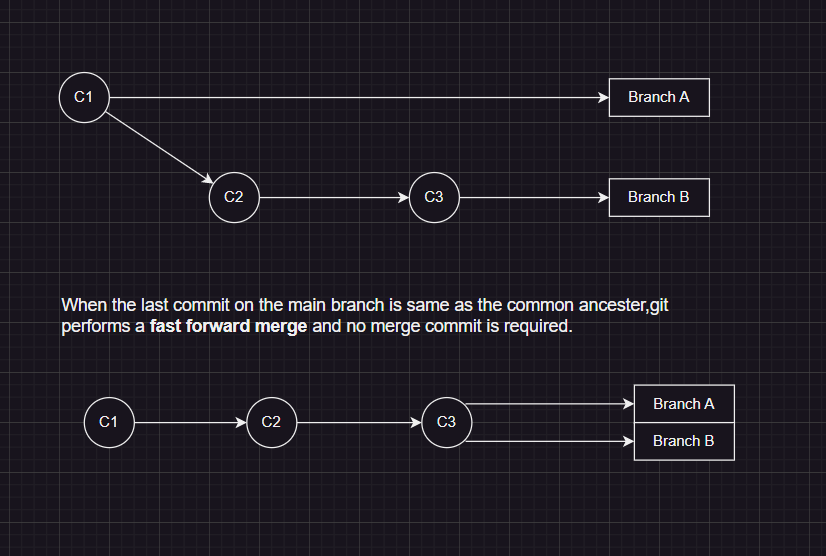 C1
Branch A
C2
C3
Branch B
When the last commit on the main branch is same as the common ancester,git
performs a fast forward merge and no merge commit is required.
C1
C2
C3
Branch A
Branch B